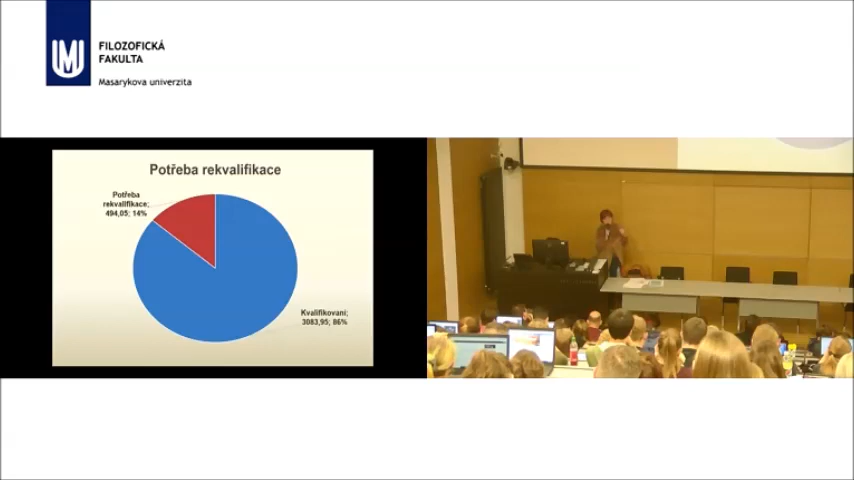 FILOZOFICKÁ
FAKULTA
Masarykova univerzita
Potřeba rekvalifikace
Potřeba
rekvalifikace;
494,05; 14%
Kvalifikovaní;
3083,95; 86%